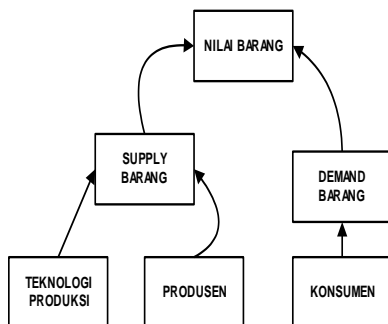 NILAI BARANG
SUPPLY
BARANG
DEMAND
BARANG
TEKNOLOGI
PRODUKSI
PRODUSEN
KONSUMEN